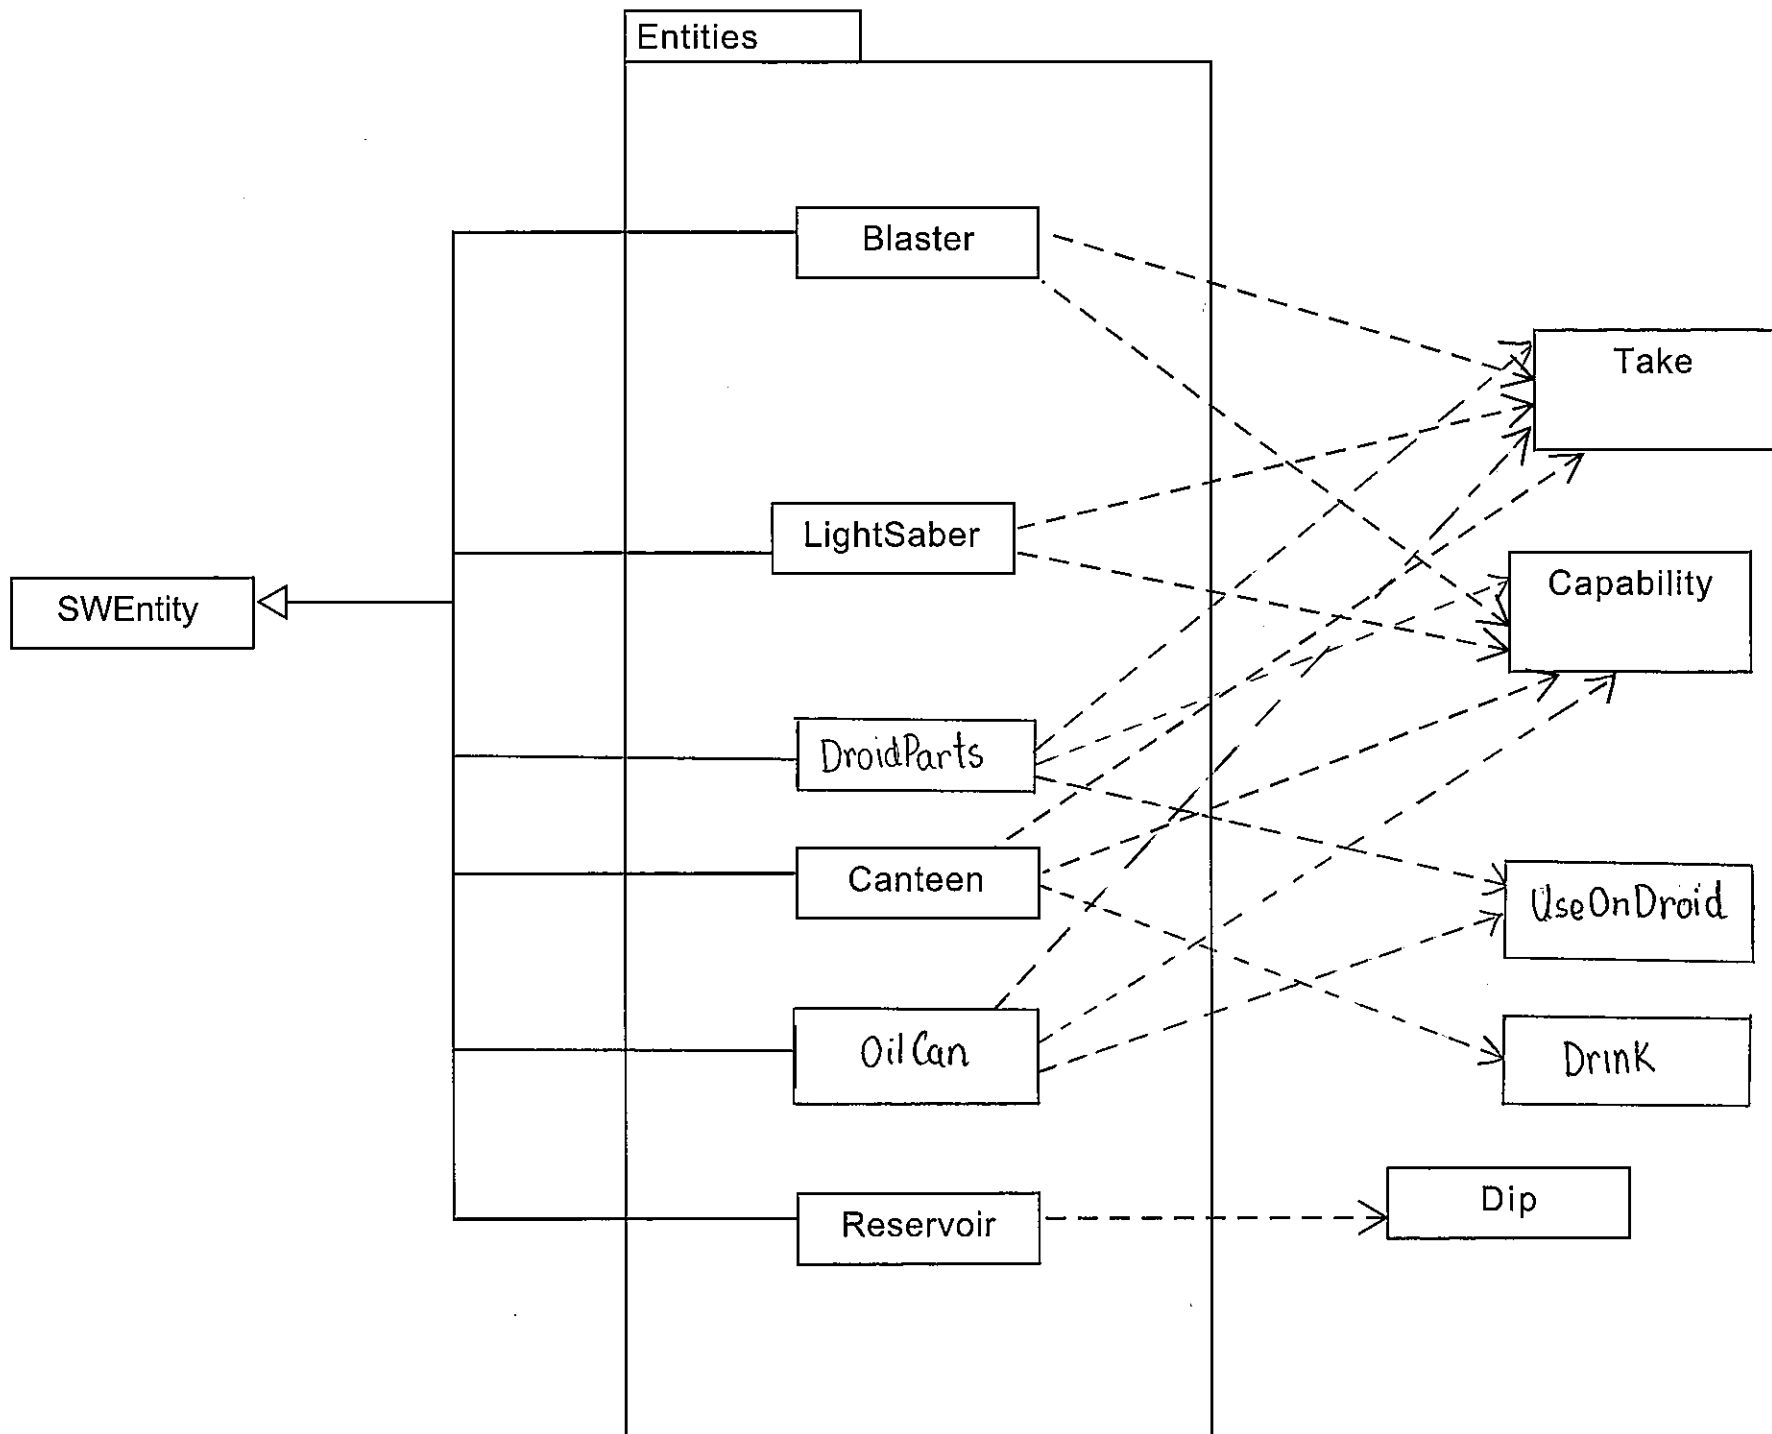 Entities
Blaster
Take
LightSaber
Capability
SWEntity
DroidParts
Canteen
UseOnDroid
OilCan
Drink
Dip
Reservoir